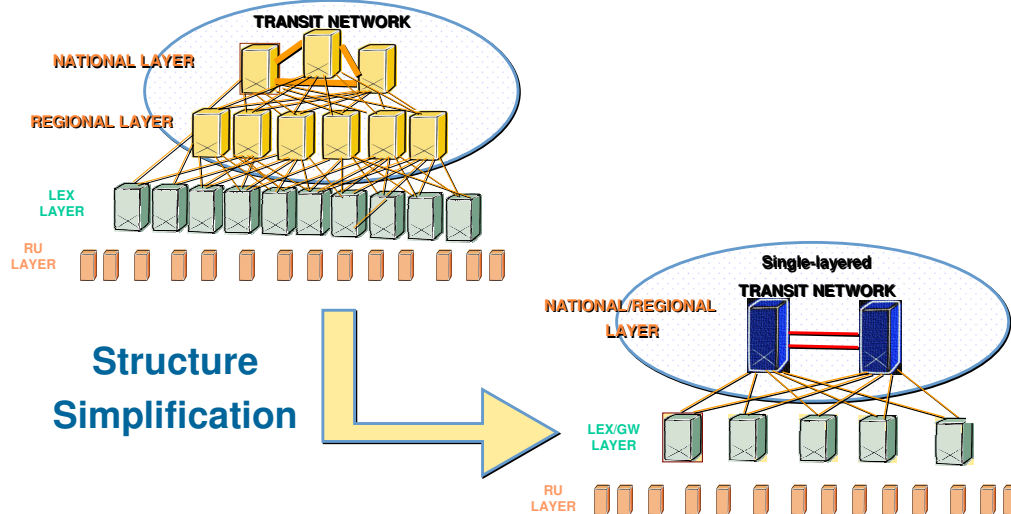 TRANSIT NETWORK
NATIONAL LAYER
REGIONAL LAYER
LEX
LAYER
RU
LAYER
Structure
Simplification
Single-layered
TRANSIT NETWORK
NATIONAL/REGIONAL
LAYER
LEX/GW
LAYER
RU
LAYER